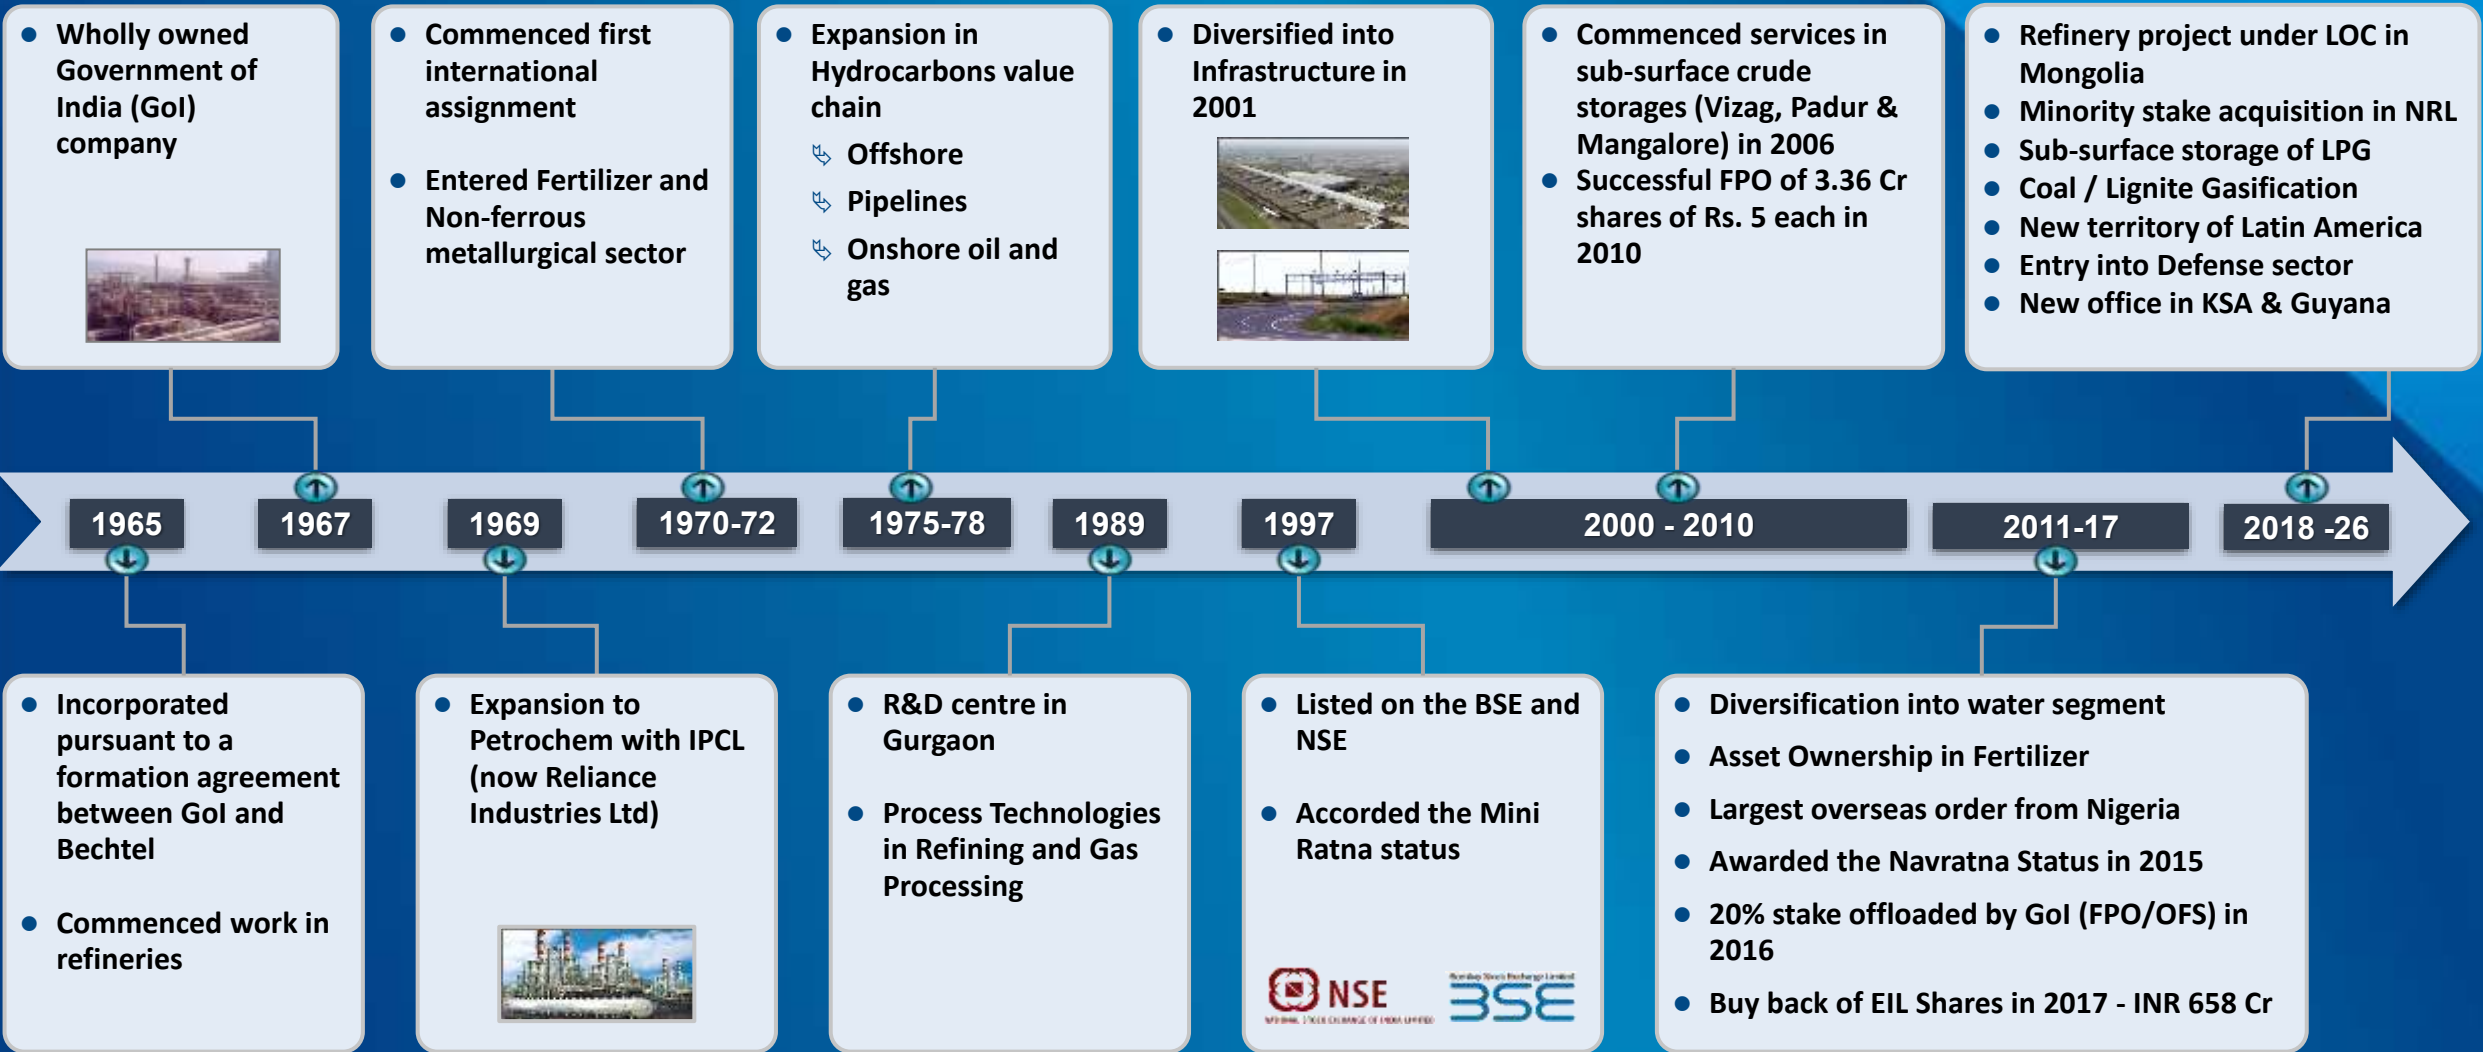 Wholly owned
Government of
India (GoI)
company
Commenced first
international
assignment
Entered Fertilizer and
Non-ferrous
metallurgical sector
Expansion in
Hydrocarbons value
chain
Offshore
Pipelines
Onshore oil and
gas
Diversified into
Infrastructure in
2001
Commenced services in
sub-surface crude
storages (Vizag, Padur &
Mangalore) in 2006
Successful FPO of 3.36 Cr
shares of Rs. 5 each in
2010
Refinery project under LOC in
Mongolia
Minority stake acquisition in NRL
Sub-surface storage of LPG
Coal / Lignite Gasification
New territory of Latin America
Entry into Defense sector
New office in KSA & Guyana
1965
1967
1969
1970-72
1975-78
1989
1997
2000 - 2010
2011-17
2018 -26
Incorporated
pursuant to a
formation agreement
between GoI and
Bechtel
Commenced work in
refineries
Expansion to
Petrochem with IPCL
(now Reliance
Industries Ltd)
R&D centre in
Gurgaon
Process Technologies
in Refining and Gas
Processing
Listed on the BSE and
NSE
Accorded the Mini
Ratna status
NSE
NATIONAL STOCK EXCHANGE OF INDIA LIMITED
Bombay Stock Exchange Limited
BSE
Diversification into water segment
Asset Ownership in Fertilizer
Largest overseas order from Nigeria
Awarded the Navratna Status in 2015
20% stake offloaded by GoI (FPO/OFS) in
2016
Buy back of EIL Shares in 2017 - INR 658 Cr